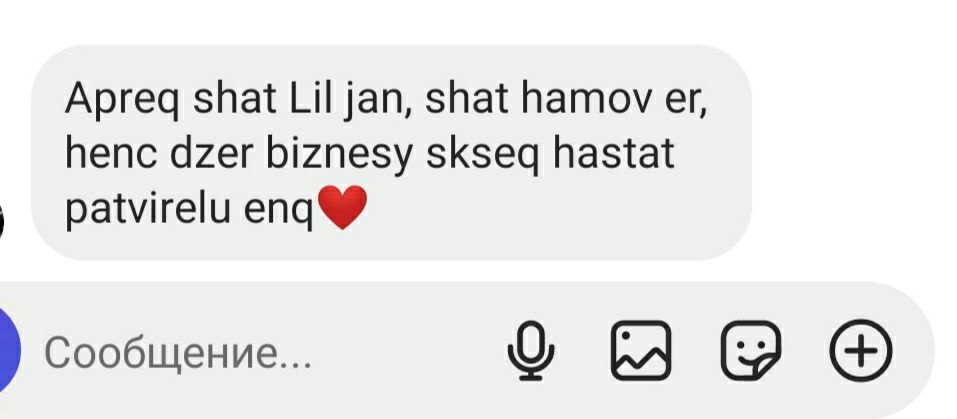 Apreq shat Lil jan, shat hamov er,
henc dzer biznesy skseq hastat
patvirelu enq❤️
Сообщение...